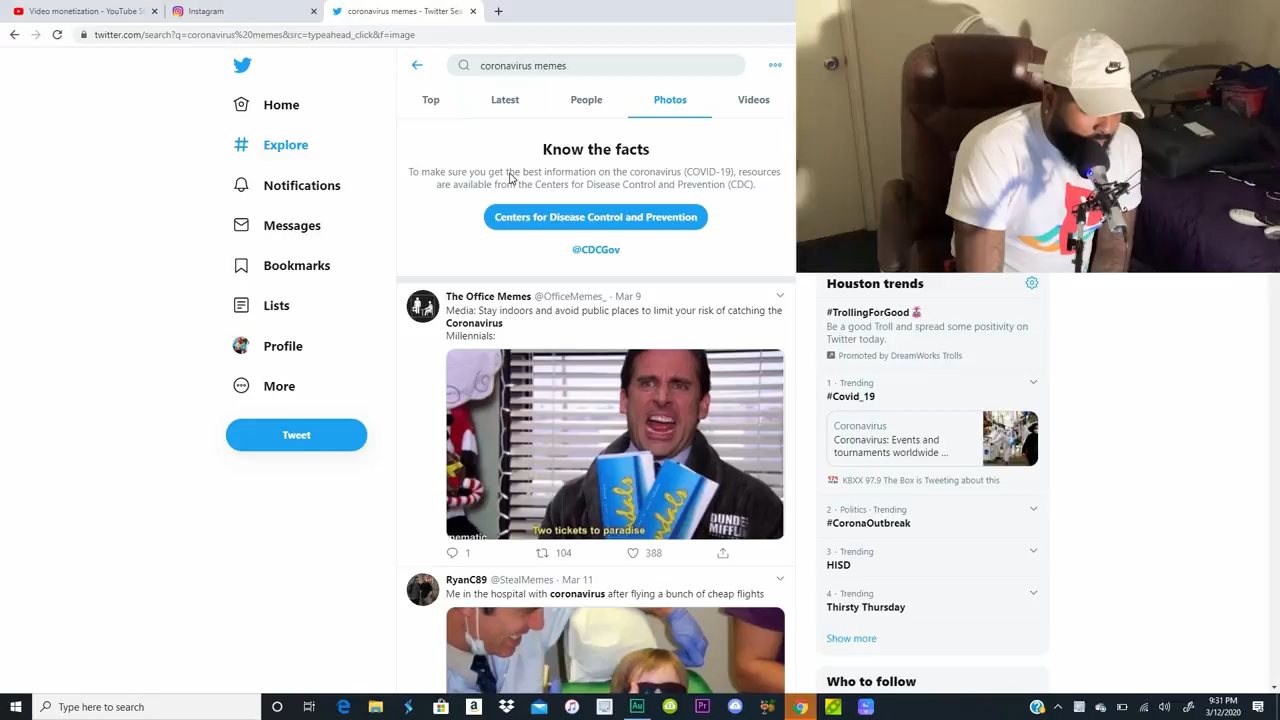 Video monetization - YouTube St
Instagram
coronavirus memes - Twitter Sea
twitter.com/search?q=coronavirus%20memes&src=typeahead_click&f=image
coronavirus memes
Top
Latest
People
Photos
Videos
Home
Explore
Notifications
Messages
Bookmarks
Lists
Profile
More
Tweet
Know the facts
To make sure you get the best information on the coronavirus (COVID-19), resources
are available from the Centers for Disease Control and Prevention (CDC).
Centers for Disease Control and Prevention
@CDCGov
The Office Memes @OfficeMemes_ · Mar 9
Media: Stay indoors and avoid public places to limit your risk of catching the
Coronavirus
Millennials:
Two tickets to paradise
DUNDE
MIFFLI
nematic
1
104
388
RyanC89 @StealMemes · Mar 11
Me in the hospital with coronavirus after flying a bunch of cheap flights
Houston trends
#TrollingForGood
Be a good Troll and spread some positivity on
Twitter today.
Promoted by DreamWorks Trolls
1 · Trending
#Covid_19
Coronavirus
Coronavirus: Events and
tournaments worldwide ...
KBXX 97.9 The Box is Tweeting about this
2 · Politics · Trending
#CoronaOutbreak
3 · Trending
HISD
4 · Trending
Thirsty Thursday
Show more
Who to follow
NIKE
Type here to search
9:31 PM
3/12/2020